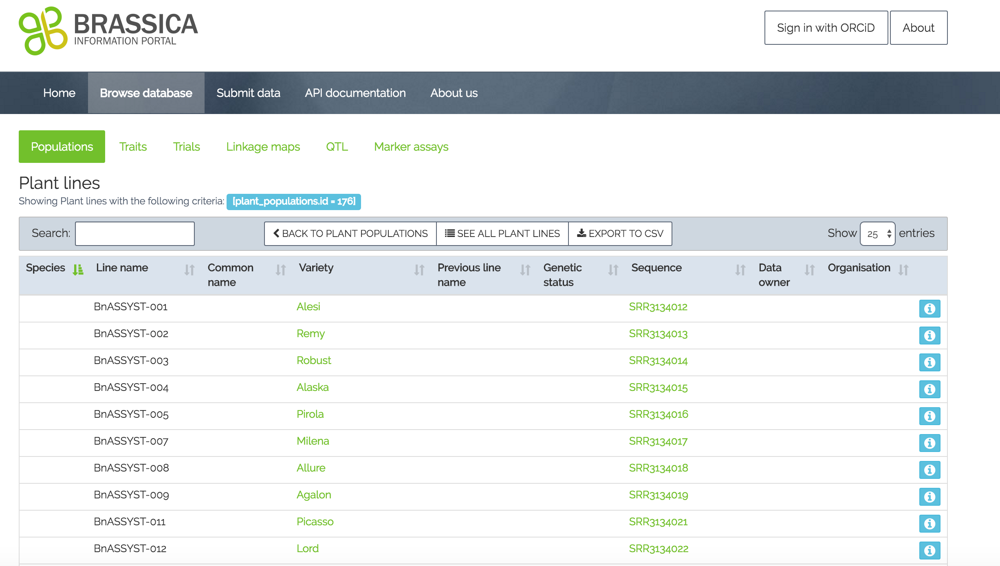 BRASSICA
INFORMATION PORTAL
Sign in with ORCiD About
Home Browse database Submit data API documentation About us
Populations Traits Trials Linkage maps QTL Marker assays
Plant lines
Showing Plant lines with the following criteria: [plant_populations.id = 176]
Search: BACK TO PLANT POPULATIONS SEE ALL PLANT LINES EXPORT TO CSV Show 25 entries
Species Line name Common name Variety Previous line name Genetic status Sequence Data owner Organisation
BnASSYST-001 Alesi SRR3134012
BnASSYST-002 Remy SRR3134013
BnASSYST-003 Robust SRR3134014
BnASSYST-004 Alaska SRR3134015
BnASSYST-005 Pirola SRR3134016
BnASSYST-007 Milena SRR3134017
BnASSYST-008 Allure SRR3134018
BnASSYST-009 Agalon SRR3134019
BnASSYST-011 Picasso SRR3134021
BnASSYST-012 Lord SRR3134022